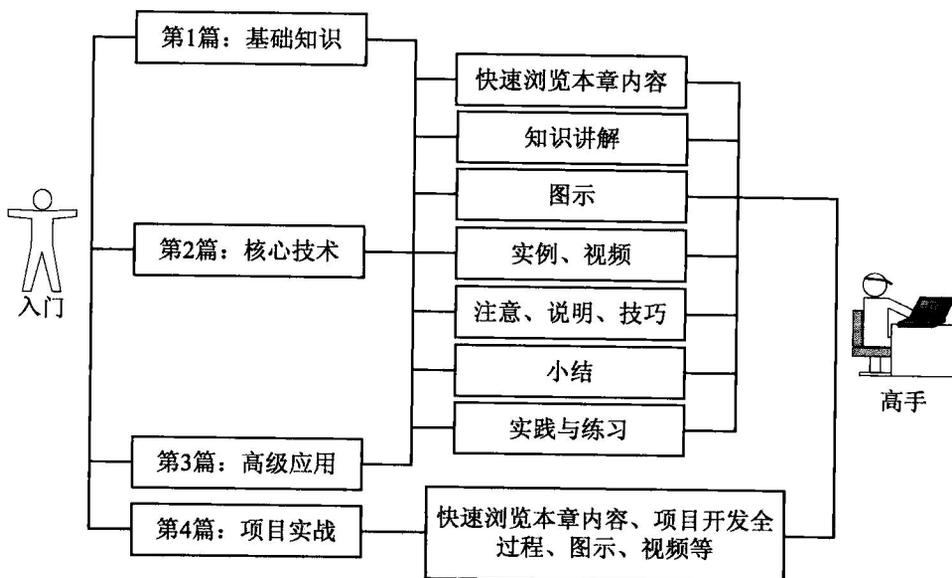 第1篇：基础知识
快速浏览本章内容
知识讲解
图示
第2篇：核心技术
实例、视频
入门
注意、说明、技巧
小结
高手
实践与练习
第3篇：高级应用
第4篇：项目实战
快速浏览本章内容、项目开发全
过程、图示、视频等